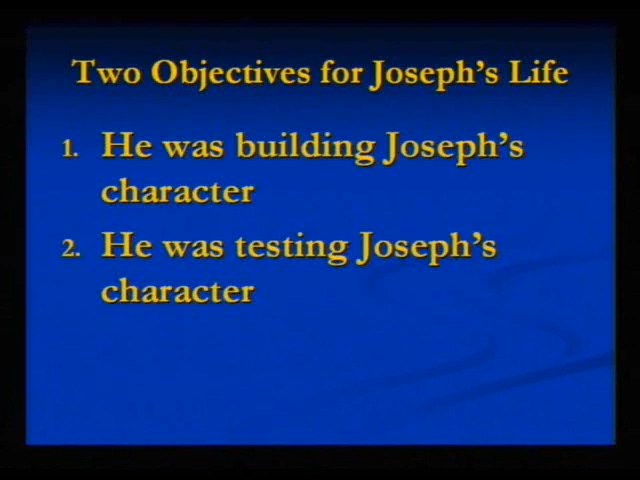 Two Objectives for Joseph's Life
1. He was building Joseph's
character
2. He was testing Joseph's
character